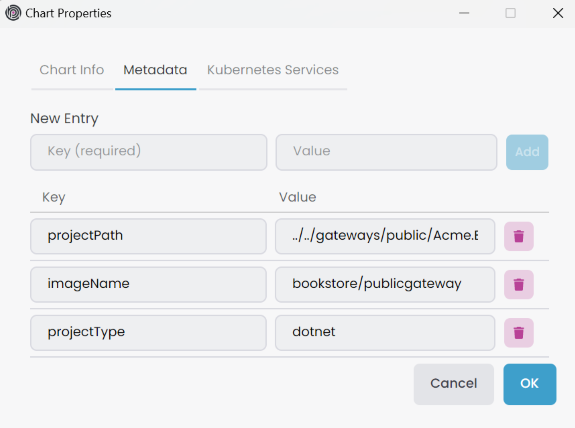 Chart Properties
Chart Info Metadata Kubernetes Services
New Entry
Key (required) Value Add
Key Value
projectPath ../../gateways/public/Acme.B
imageName bookstore/publicgateway
projectType dotnet
Cancel OK